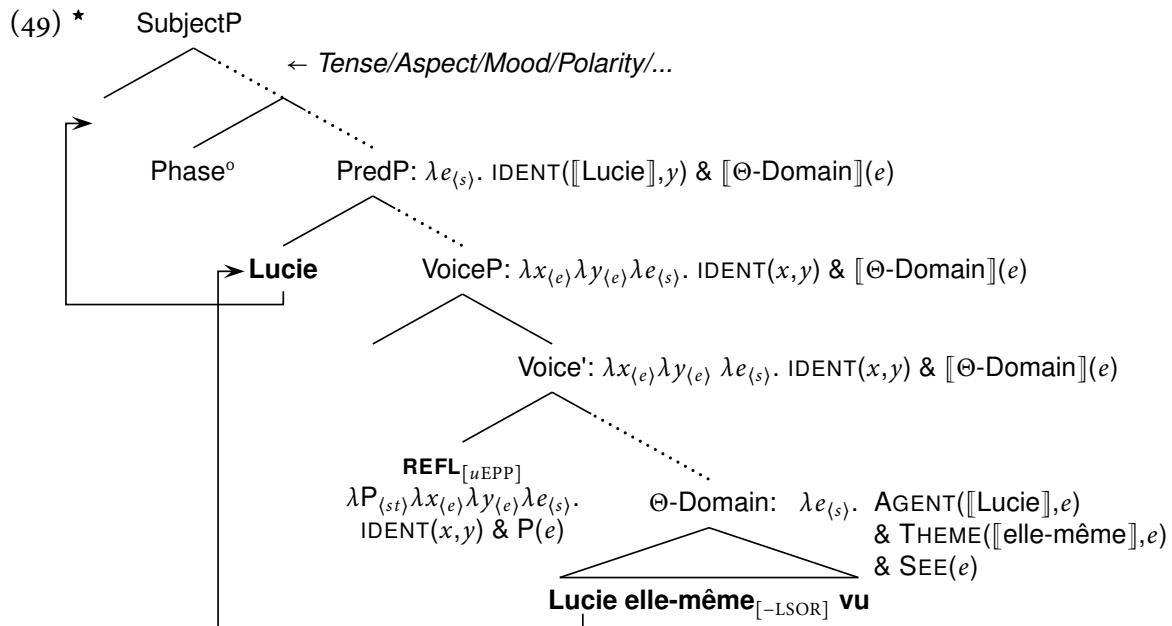 (49) ★ SubjectP
← Tense/Aspect/Mood/Polarity/...
Phase° PredP: λe⟨s⟩. IDENT(⟦Lucie⟧,y) & ⟦Θ-Domain⟧(e)
Lucie VoiceP: λx⟨e⟩λy⟨e⟩λe⟨s⟩. IDENT(x,y) & ⟦Θ-Domain⟧(e)
Voice': λx⟨e⟩λy⟨e⟩ λe⟨s⟩. IDENT(x,y) & ⟦Θ-Domain⟧(e)
REFL[uEPP]
λP⟨st⟩λx⟨e⟩λy⟨e⟩λe⟨s⟩. Θ-Domain: λe⟨s⟩. AGENT(⟦Lucie⟧,e)
IDENT(x,y) & P(e) & THEME(⟦elle-même⟧,e)
& SEE(e)
Lucie elle-même[−LSOR] vu